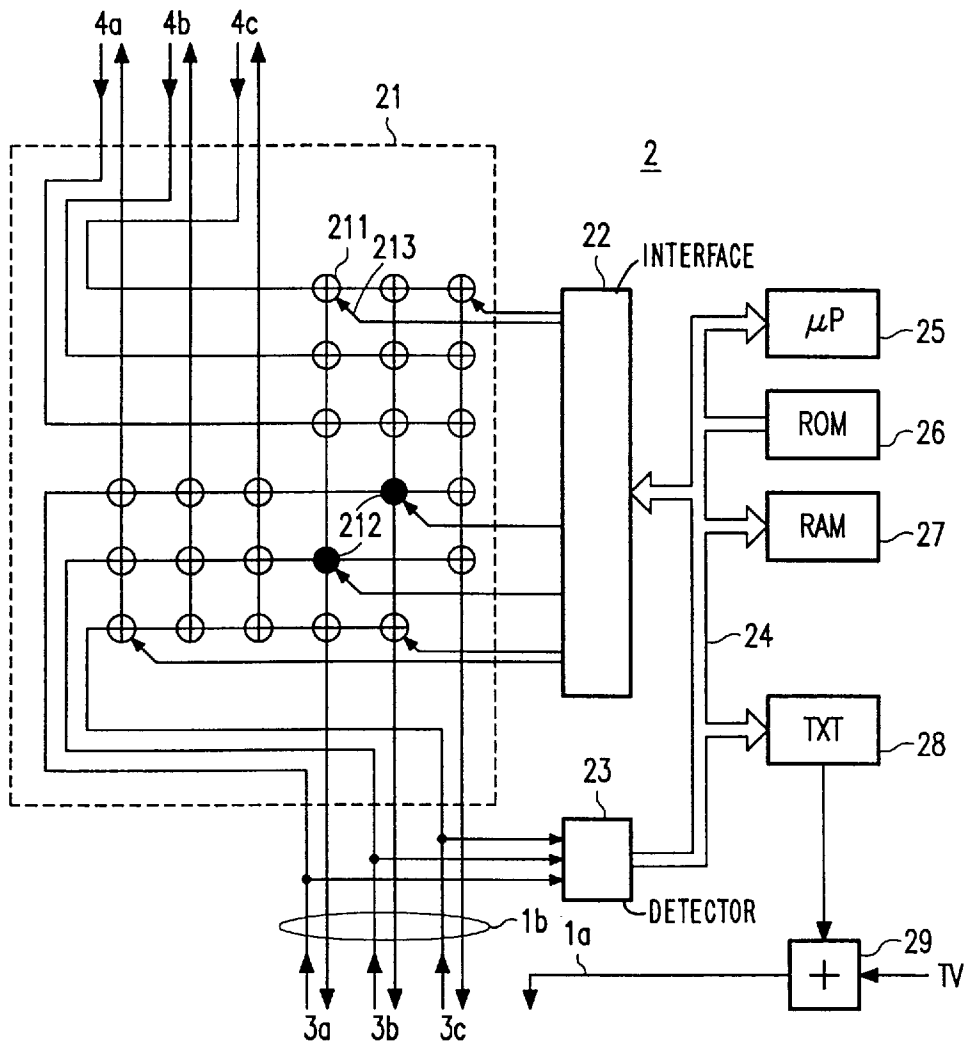 4a 4b 4c
21
2
211
213
22
INTERFACE
μP
25
ROM
26
212
RAM
27
24
TXT
28
23
DETECTOR
1b
1a
29
+
TV
3a 3b 3c